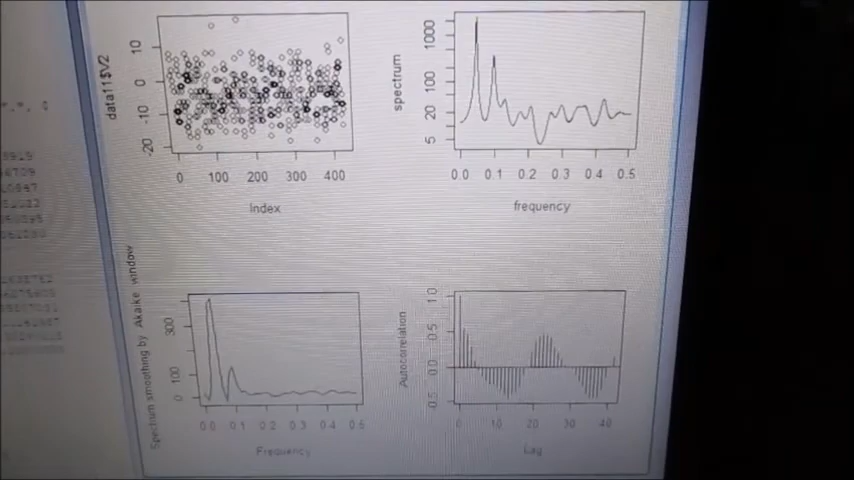 data11$V2
10
0
-10
-20
0 100 200 300 400
Index
spectrum
1000
100
20
5
0.0 0.1 0.2 0.3 0.4 0.5
frequency
Spectrum smoothing by Akaike window
300
100
0
0.0 0.1 0.2 0.3 0.4 0.5
Frequency
Autocorrelation
1.0
0.5
0.0
-0.5
0 10 20 30 40
Lag